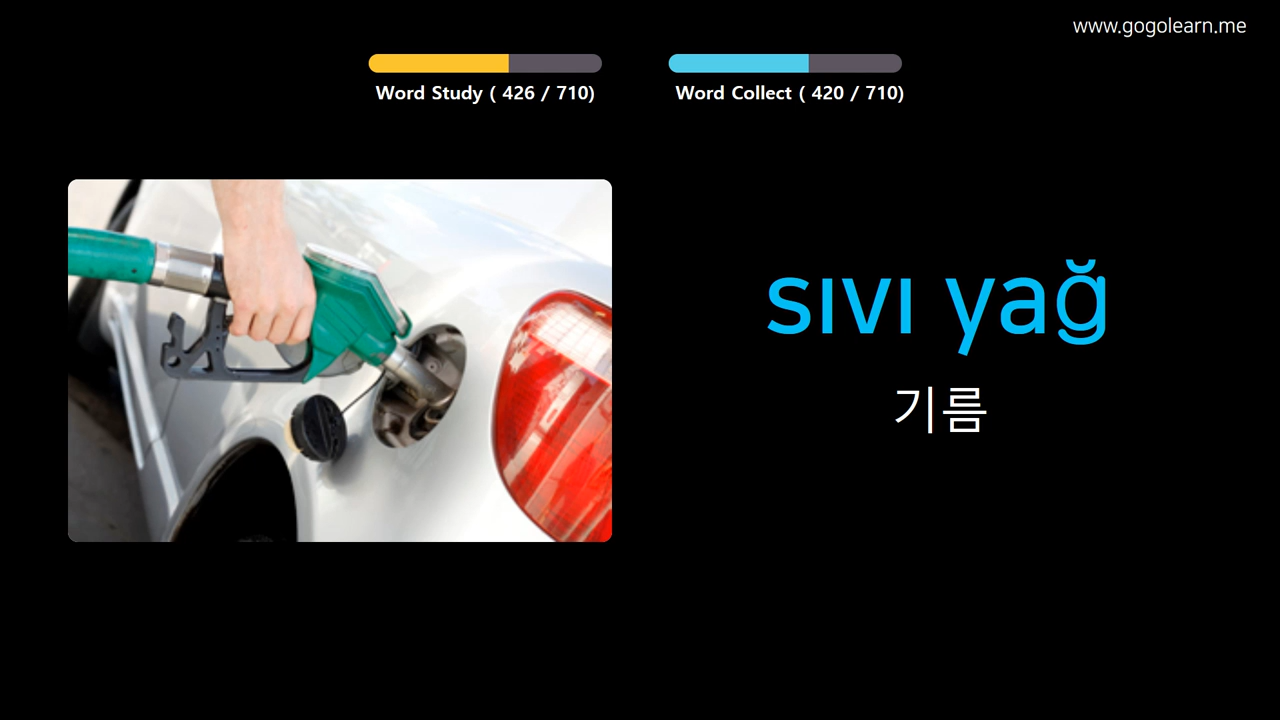 www.gogolearn.me
Word Study ( 426 / 710)
Word Collect ( 420 / 710)
sıvı yağ
기름